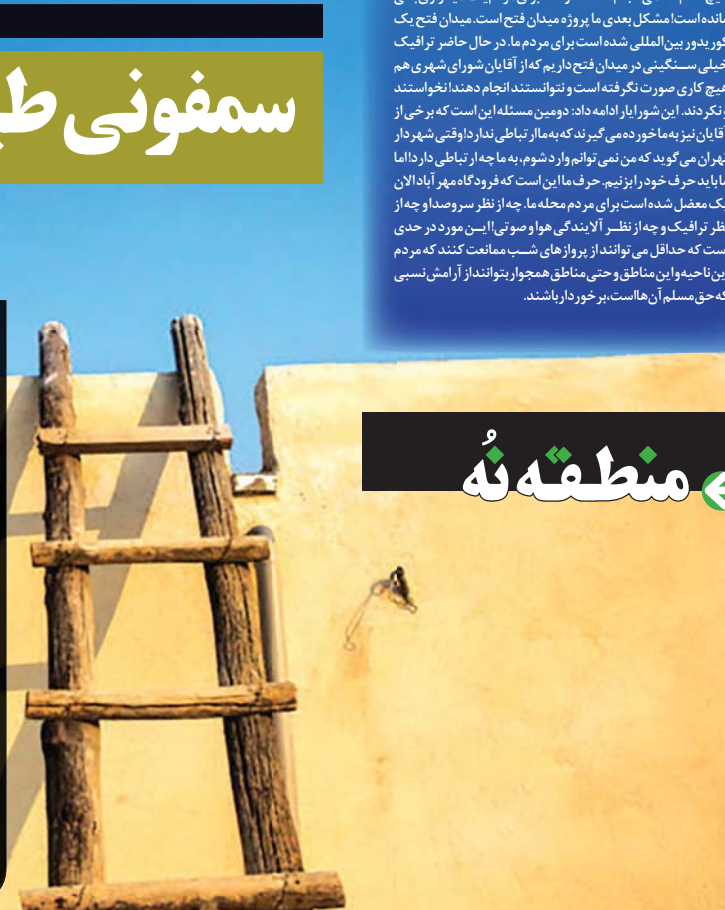 مانده است! مشکل بعدی ما پروژه میدان فتح است. میدان فتح یک
کوریدور بین‌المللی شده است برای مردم ما. در حال حاضر ترافیک
خیلی سنگینی در میدان فتح داریم که از آقایان شورای شهری هم
هیچ کاری صورت نگرفته است و نتوانستند انجام دهند! نخواستند
نکردند. این شورایار ادامه داد: دومین مسئله این است که برخی از
آقایان نیز به ما خورده می‌گیرند که به ما ارتباطی ندارد! وقتی شهردار
تهران می‌گوید که من نمی‌توانم وارد شوم، به ما چه ارتباطی دارد! اما
ما باید حرف خود را بزنیم. حرف ما این است که فرودگاه مهرآباد الان
یک معضل شده است برای مردم محله ما. چه از نظر سروصدا و چه از
نظر ترافیک و چه از نظر آلایندگی هوا و صوتی! این مورد در حدی
است که حداقل می‌توانند از پروازهای شب ممانعت کنند که مردم
این ناحیه و این مناطق و حتی مناطق همجوار بتوانند از آرامش نسبی
که حق مسلم آن‌ها است، برخوردار باشند.
سمفونی
منطقه نُه